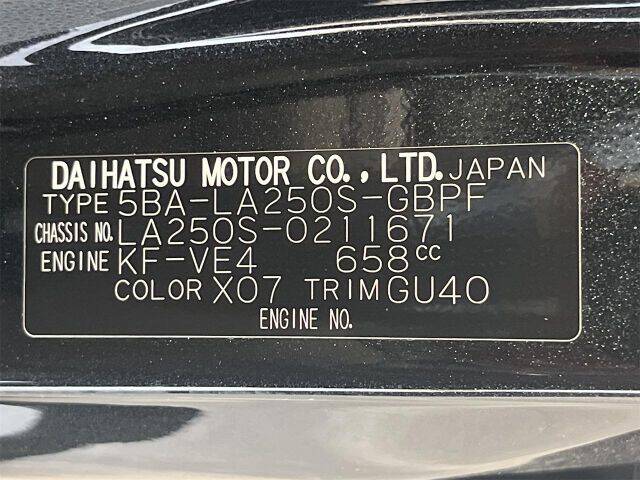 DAIHATSU MOTOR CO.,LTD.JAPAN
TYPE 5BA-LA250S-GBPF
CHASSIS NO. LA250S-0211671
ENGINE KF-VE4 658cc
COLOR X07 TRIM GU40
ENGINE NO.